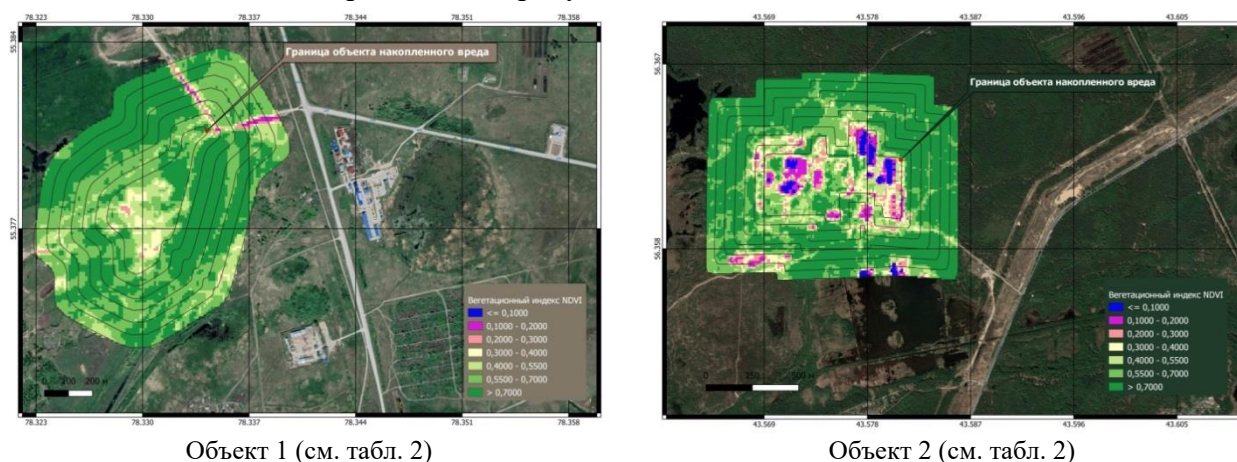 78.323 78.330 78.337 78.344 78.351 78.358
55.384
55.377
Граница объекта накопленного вреда
Вегетационный индекс NDVI
<= 0,1000
0,1000 - 0,2000
0,2000 - 0,3000
0,3000 - 0,4000
0,4000 - 0,5500
0,5500 - 0,7000
> 0,7000
0 100 200 м
78.323 78.330 78.337 78.344 78.351 78.358
Объект 1 (см. табл. 2)
43.569 43.578 43.587 43.596 43.605
56.367
56.358
Граница объекта накопленного вреда
Вегетационный индекс NDVI
<= 0,1000
0,1000 - 0,2000
0,2000 - 0,3000
0,3000 - 0,4000
0,4000 - 0,5500
0,5500 - 0,7000
> 0,7000
0 250 500 м
43.569 43.578 43.587 43.596 43.605
Объект 2 (см. табл. 2)